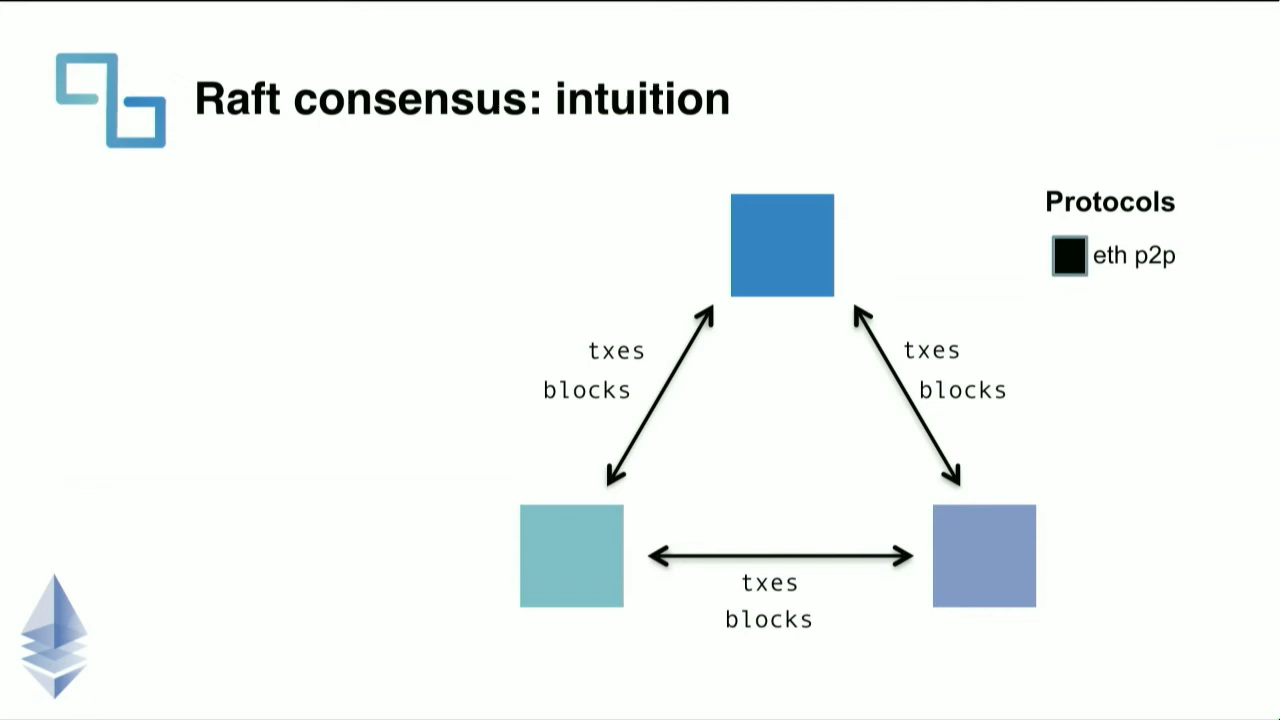 Raft consensus: intuition
Protocols
eth p2p
txes
blocks
txes
blocks
txes
blocks